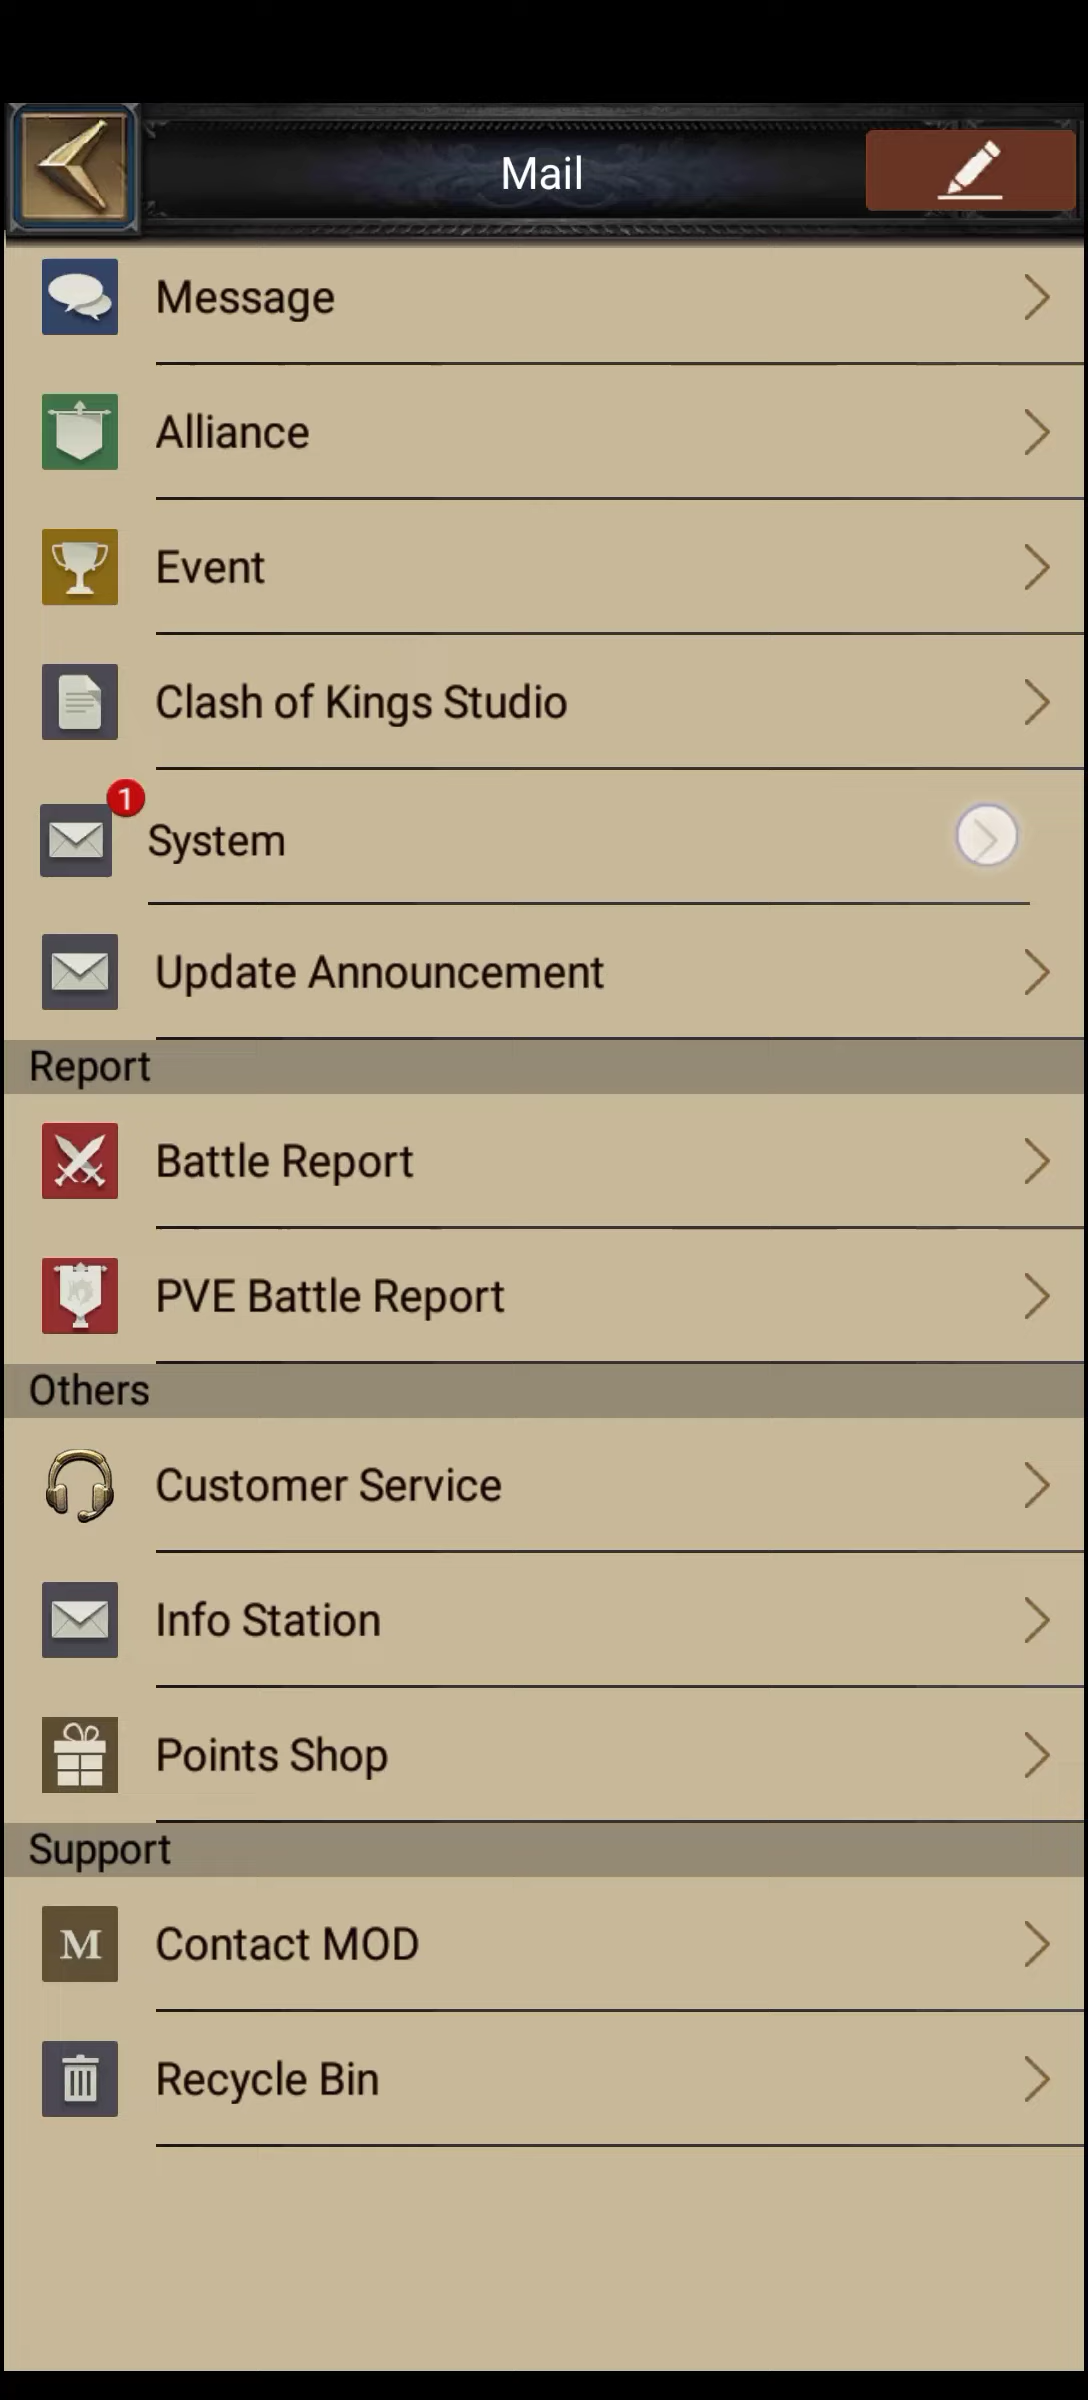 Mail
Message
Alliance
Event
Clash of Kings Studio
1
System
Update Announcement
Report
Battle Report
PVE Battle Report
Others
Customer Service
Info Station
Points Shop
Support
M
Contact MOD
Recycle Bin